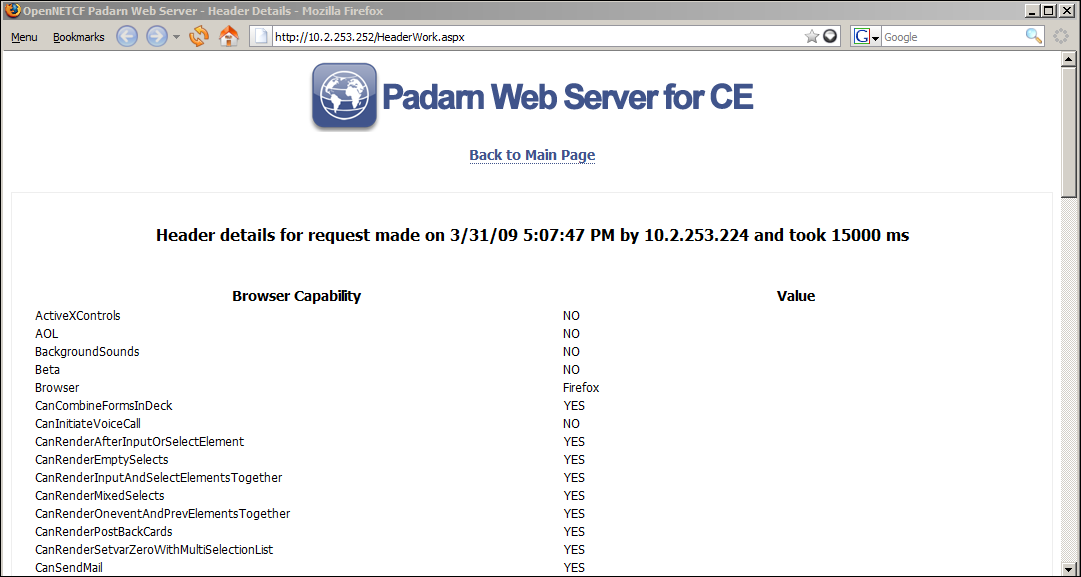 OpenNETCF Padarn Web Server - Header Details - Mozilla Firefox
Menu Bookmarks http://10.2.253.252/HeaderWork.aspx G Google
Padarn Web Server for CE
Back to Main Page
Header details for request made on 3/31/09 5:07:47 PM by 10.2.253.224 and took 15000 ms
Browser Capability Value
ActiveXControls NO
AOL NO
BackgroundSounds NO
Beta NO
Browser Firefox
CanCombineFormsInDeck YES
CanInitiateVoiceCall NO
CanRenderAfterInputOrSelectElement YES
CanRenderEmptySelects YES
CanRenderInputAndSelectElementsTogether YES
CanRenderMixedSelects YES
CanRenderOneventAndPrevElementsTogether YES
CanRenderPostBackCards YES
CanRenderSetvarZeroWithMultiSelectionList YES
CanSendMail YES